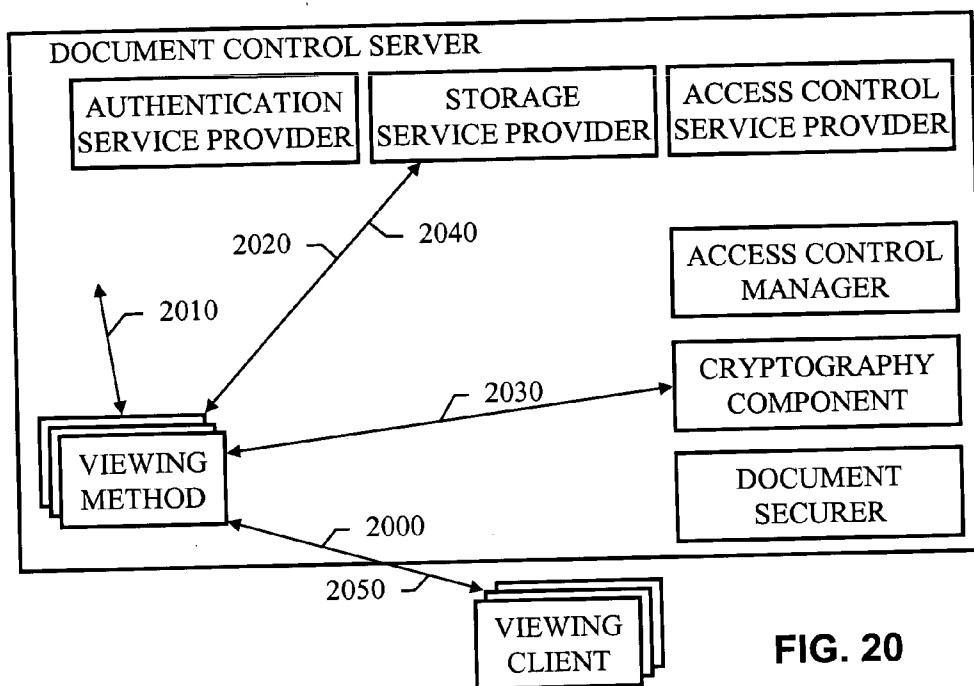 DOCUMENT CONTROL SERVER
AUTHENTICATION
SERVICE PROVIDER
STORAGE
SERVICE PROVIDER
ACCESS CONTROL
SERVICE PROVIDER
2020
2040
ACCESS CONTROL
MANAGER
2010
CRYPTOGRAPHY
COMPONENT
2030
VIEWING
METHOD
DOCUMENT
SECURER
2000
2050
VIEWING
CLIENT
FIG. 20